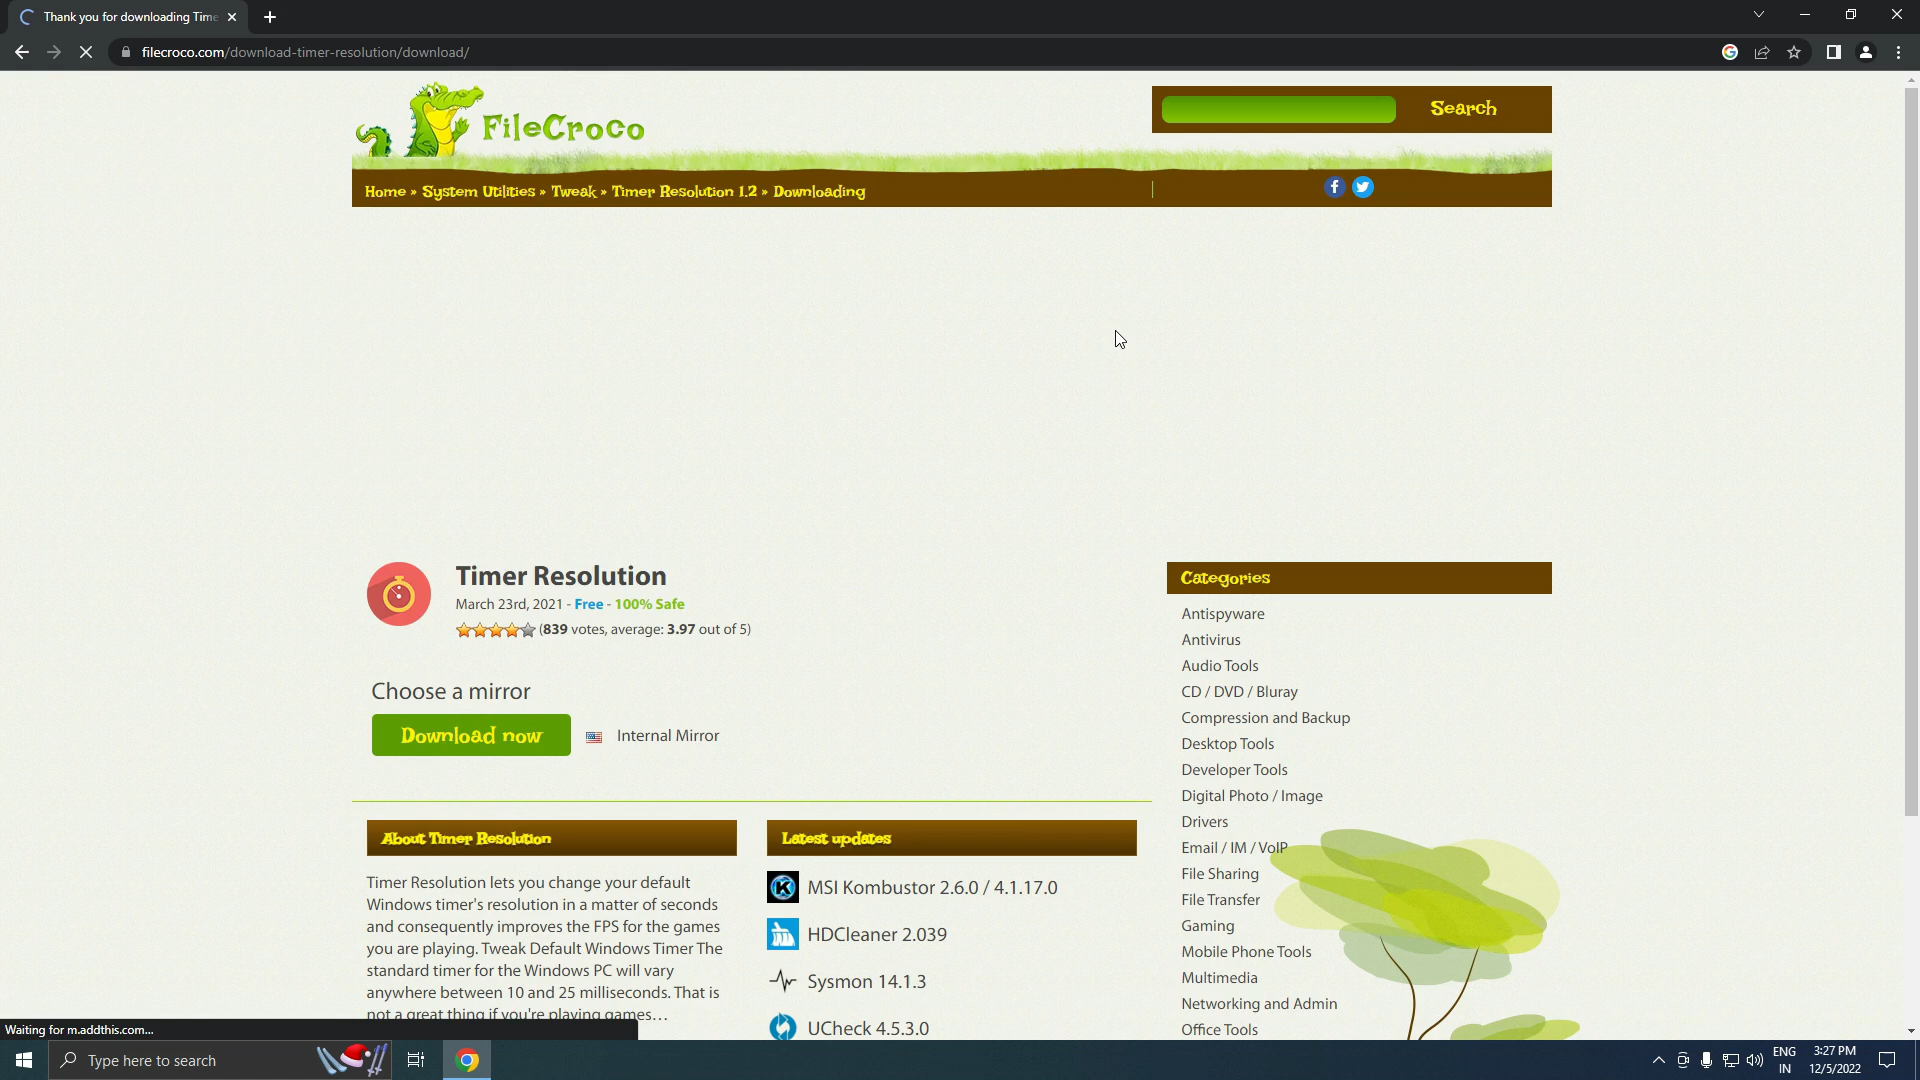 Thank you for downloading Time
filecroco.com/download-timer-resolution/download/
FileCroco
Search
Home » System Utilities » Tweak » Timer Resolution 1.2 » Downloading
Timer Resolution
March 23rd, 2021 - Free - 100% Safe
(839 votes, average: 3.97 out of 5)
Choose a mirror
Download now
Internal Mirror
About Timer Resolution
Timer Resolution lets you change your default
Windows timer's resolution in a matter of seconds
and consequently improves the FPS for the games
you are playing. Tweak Default Windows Timer The
standard timer for the Windows PC will vary
anywhere between 10 and 25 milliseconds. That is
not a great thing if you're playing games…
Latest updates
MSI Kombustor 2.6.0 / 4.1.17.0
HDCleaner 2.039
Sysmon 14.1.3
UCheck 4.5.3.0
Categories
Antispyware
Antivirus
Audio Tools
CD / DVD / Bluray
Compression and Backup
Desktop Tools
Developer Tools
Digital Photo / Image
Drivers
Email / IM / VoIP
File Sharing
File Transfer
Gaming
Mobile Phone Tools
Multimedia
Networking and Admin
Office Tools
Waiting for m.addthis.com...
Type here to search
ENG
IN
3:27 PM
12/5/2022